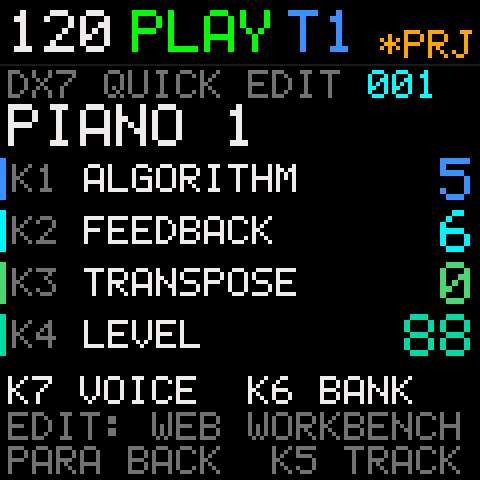 120 PLAY T1 *PRJ
DX7 QUICK EDIT 001
PIANO 1
K1 ALGORITHM 5
K2 FEEDBACK 6
K3 TRANSPOSE 0
K4 LEVEL 88
K7 VOICE K6 BANK
EDIT: WEB WORKBENCH
PARA BACK K5 TRACK